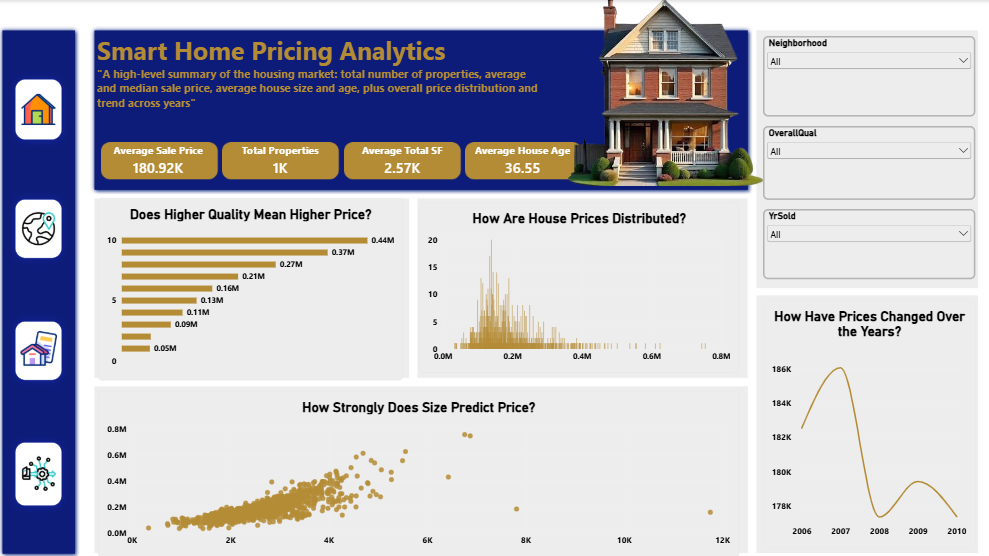 Smart Home Pricing Analytics
"A high-level summary of the housing market: total number of properties, average
and median sale price, average house size and age, plus overall price distribution and
trend across years"
Average Sale Price
180.92K
Total Properties
1K
Average Total SF
2.57K
Average House Age
36.55
Neighborhood
All
OverallQual
All
YrSold
All
Does Higher Quality Mean Higher Price?
10
0.44M
0.37M
0.27M
0.21M
0.16M
5
0.13M
0.11M
0.09M
0.05M
0
How Are House Prices Distributed?
20
15
10
5
0
0.0M 0.2M 0.4M 0.6M 0.8M
How Have Prices Changed Over
the Years?
186K
184K
182K
180K
178K
2006 2007 2008 2009 2010
How Strongly Does Size Predict Price?
0.8M
0.6M
0.4M
0.2M
0.0M
0K 2K 4K 6K 8K 10K 12K